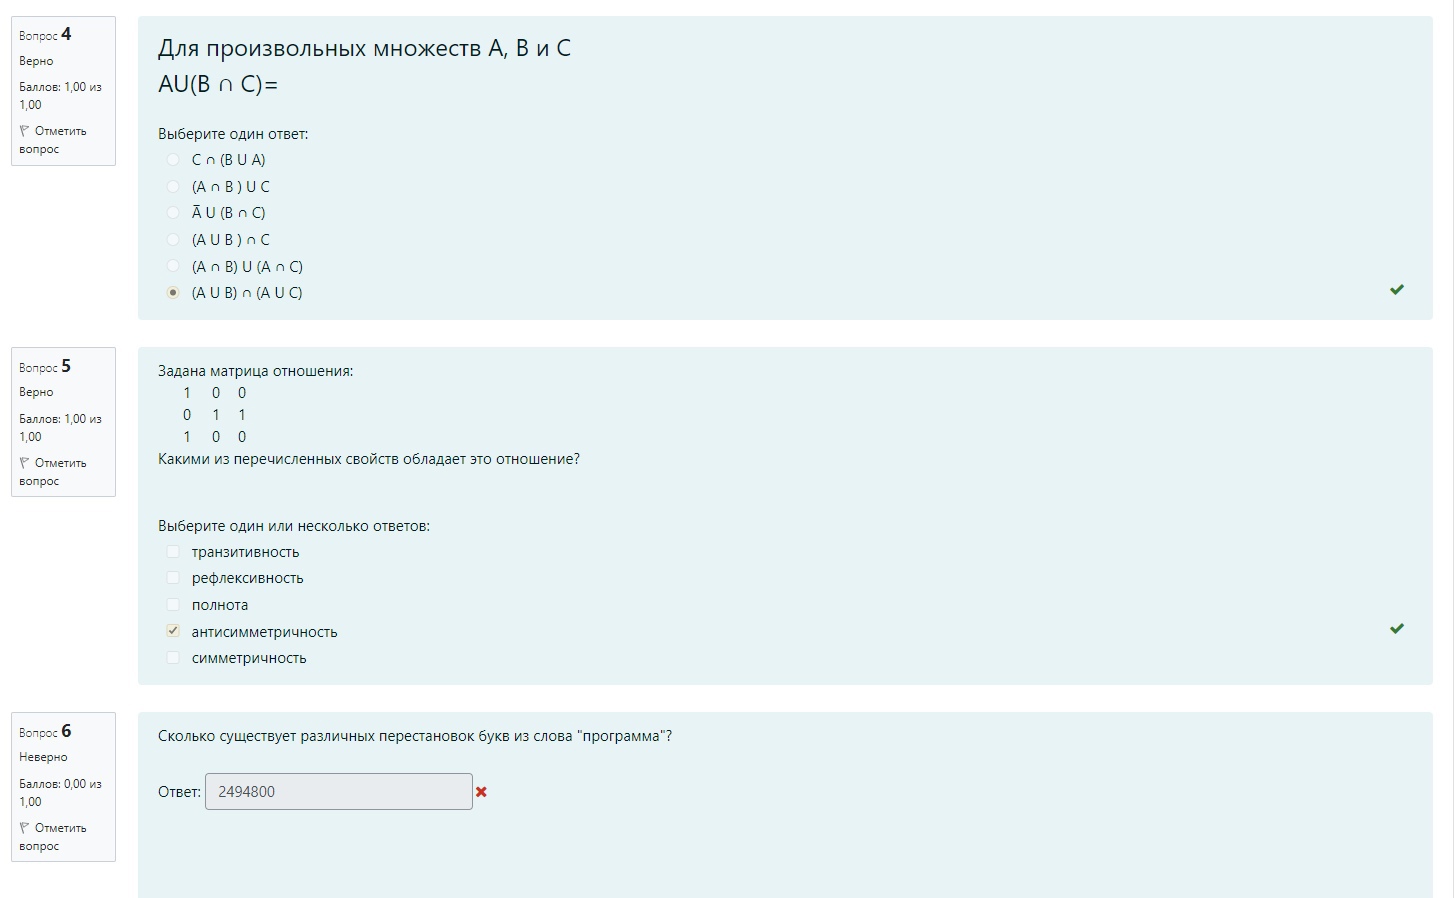 Вопрос 4
Верно
Баллов: 1,00 из
1,00
Отметить
вопрос
Для произвольных множеств А, В и С
АU(В ∩ С)=
Выберите один ответ:
С ∩ (В U А)
(А ∩ В ) U С
Ā U (В ∩ С)
(А U В ) ∩ С
(А ∩ В) U (А ∩ С)
(А U В) ∩ (А U С)
Вопрос 5
Верно
Баллов: 1,00 из
1,00
Отметить
вопрос
Задана матрица отношения:
1 0 0
0 1 1
1 0 0
Какими из перечисленных свойств обладает это отношение?
Выберите один или несколько ответов:
транзитивность
рефлексивность
полнота
антисимметричность
симметричность
Вопрос 6
Неверно
Баллов: 0,00 из
1,00
Отметить
вопрос
Сколько существует различных перестановок букв из слова "программа"?
Ответ: 2494800